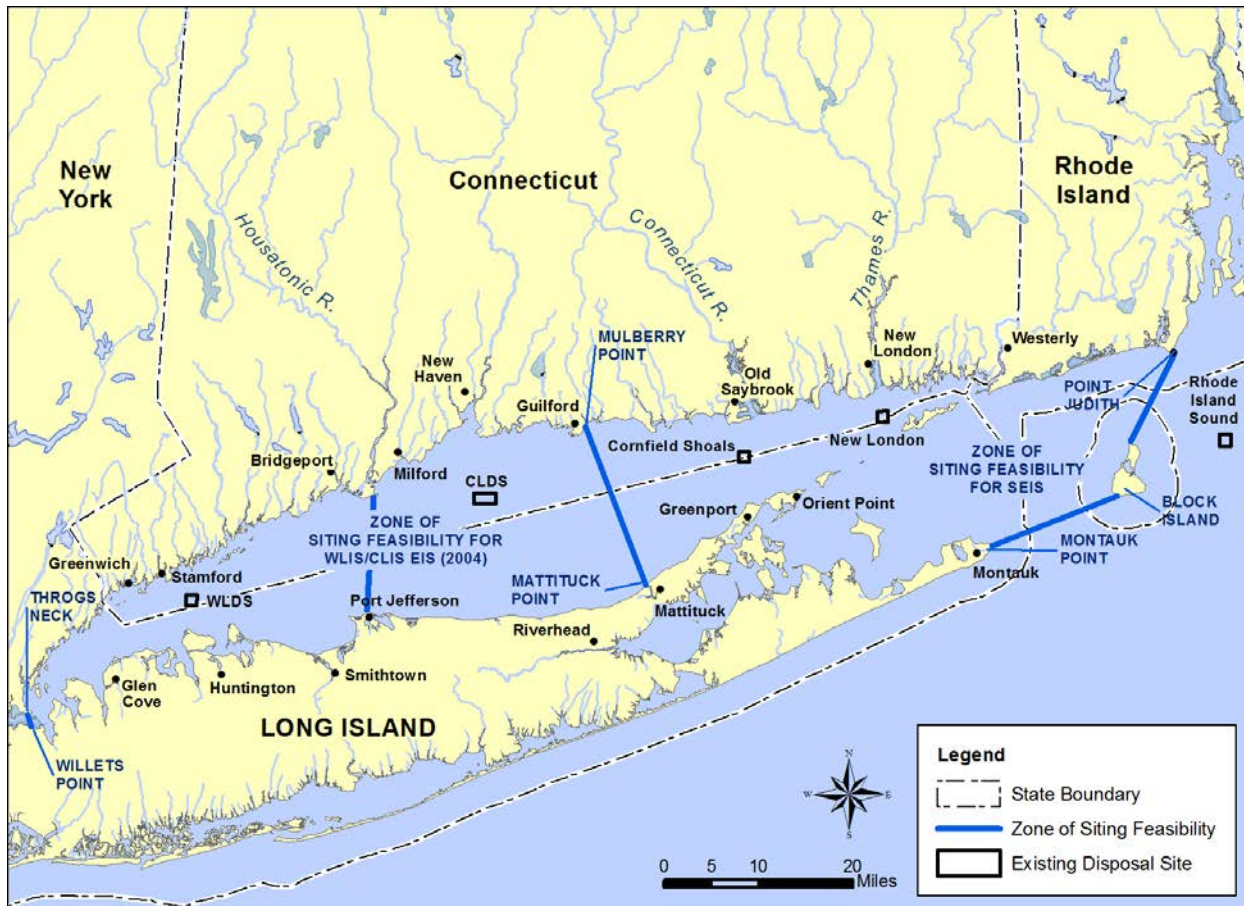 New
York
Connecticut
Rhode
Island
Housatonic R.
Connecticut R.
Thames R.
MULBERRY
POINT
New
Haven
Guilford
Old
Saybrook
New
London
Westerly
POINT
JUDITH
Rhode
Island
Sound
Bridgeport
Milford
CLDS
Cornfield Shoals
New London
ZONE OF
SITING FEASIBILITY
FOR SEIS
ZONE OF
SITING FEASIBILITY FOR
WLIS/CLIS EIS (2004)
Greenport
Orient Point
BLOCK
ISLAND
MONTAUK
POINT
Montauk
Greenwich
Stamford
WLDS
THROGS
NECK
Port Jefferson
MATTITUCK
POINT
Mattituck
Riverhead
Glen
Cove
Huntington
Smithtown
LONG ISLAND
WILLETS
POINT
N
W
E
S
0 5 10 20
Miles
Legend
State Boundary
Zone of Siting Feasibility
Existing Disposal Site